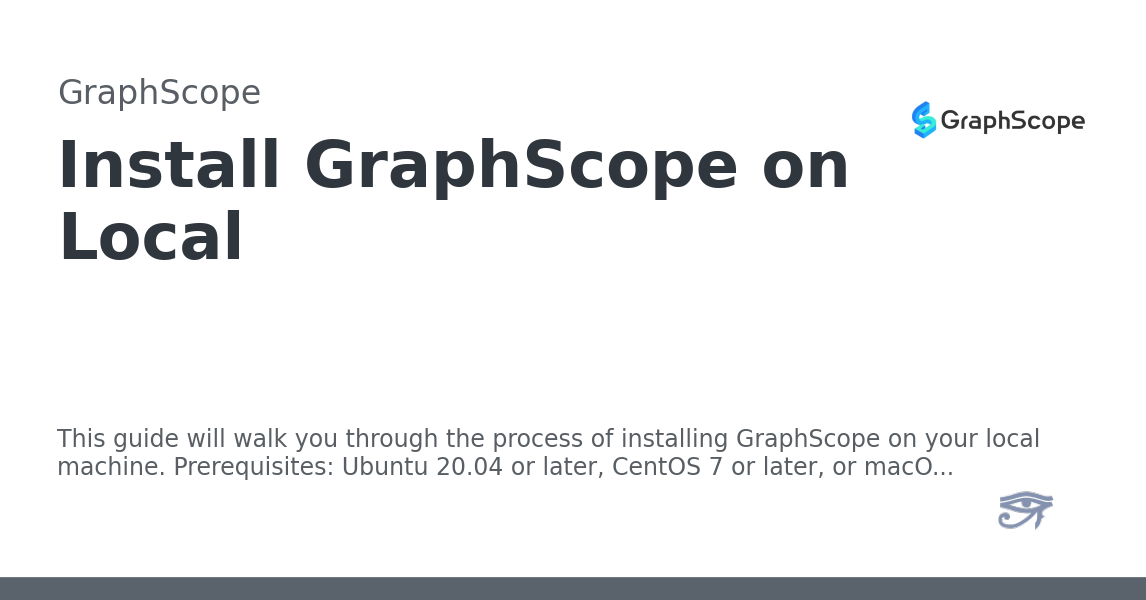 GraphScope
GraphScope
Install GraphScope on
Local
This guide will walk you through the process of installing GraphScope on your local
machine. Prerequisites: Ubuntu 20.04 or later, CentOS 7 or later, or macO...